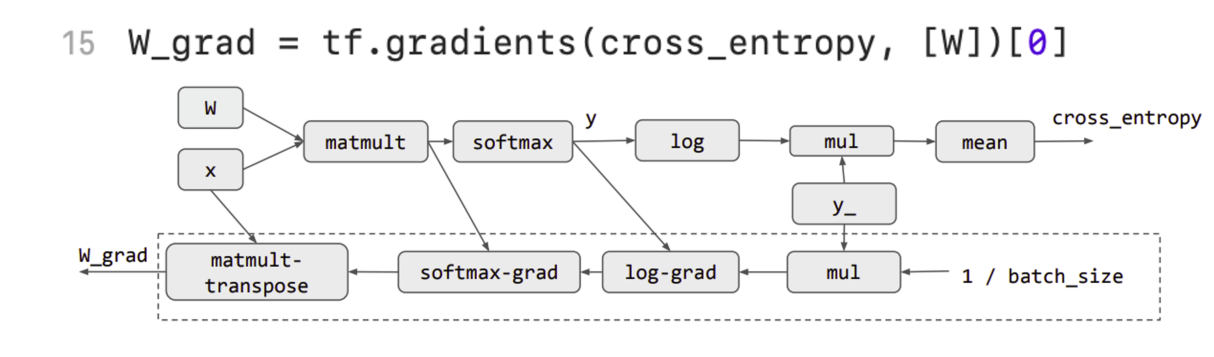 15 W_grad = tf.gradients(cross_entropy, [W])[0]
W
x
matmult
softmax
y
log
mul
mean
cross_entropy
y_
W_grad
matmult-
transpose
softmax-grad
log-grad
mul
1 / batch_size